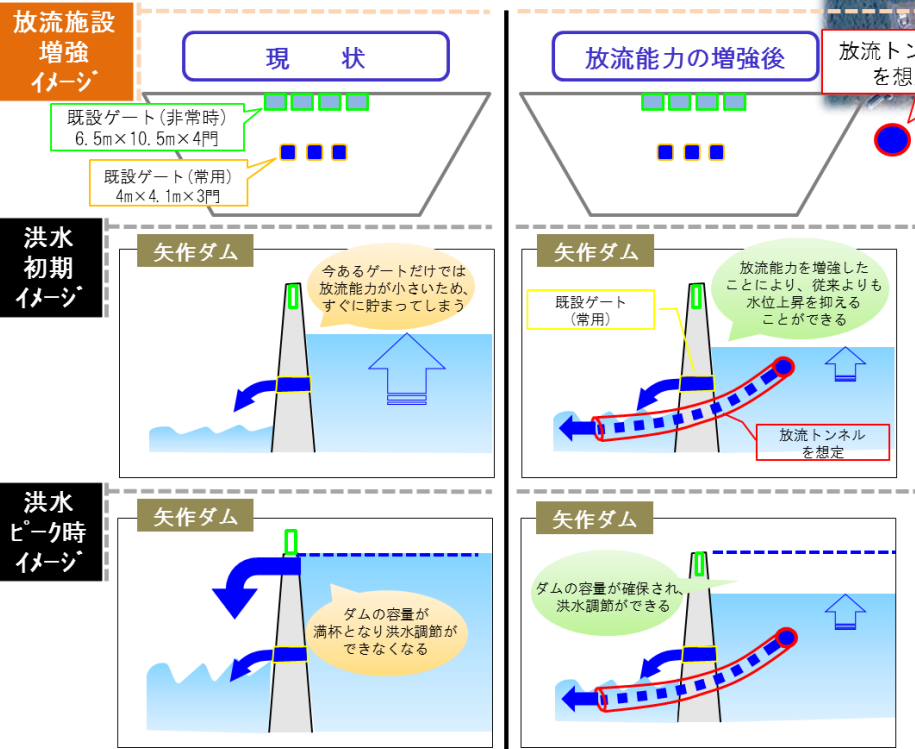 放流施設
増強
イメージ
現 状
放流能力の増強後
放流トン
を想
既設ゲート(非常時)
6.5m×10.5m×4門
既設ゲート(常用)
4m×4.1m×3門
洪水
初期
イメージ
矢作ダム
今あるゲートだけでは
放流能力が小さいため、
すぐに貯まってしまう
矢作ダム
放流能力を増強した
ことにより、従来よりも
水位上昇を抑える
ことができる
既設ゲート
(常用)
放流トンネル
を想定
洪水
ピーク時
イメージ
矢作ダム
ダムの容量が
満杯となり洪水調節が
できなくなる
矢作ダム
ダムの容量が確保され、
洪水調節ができる